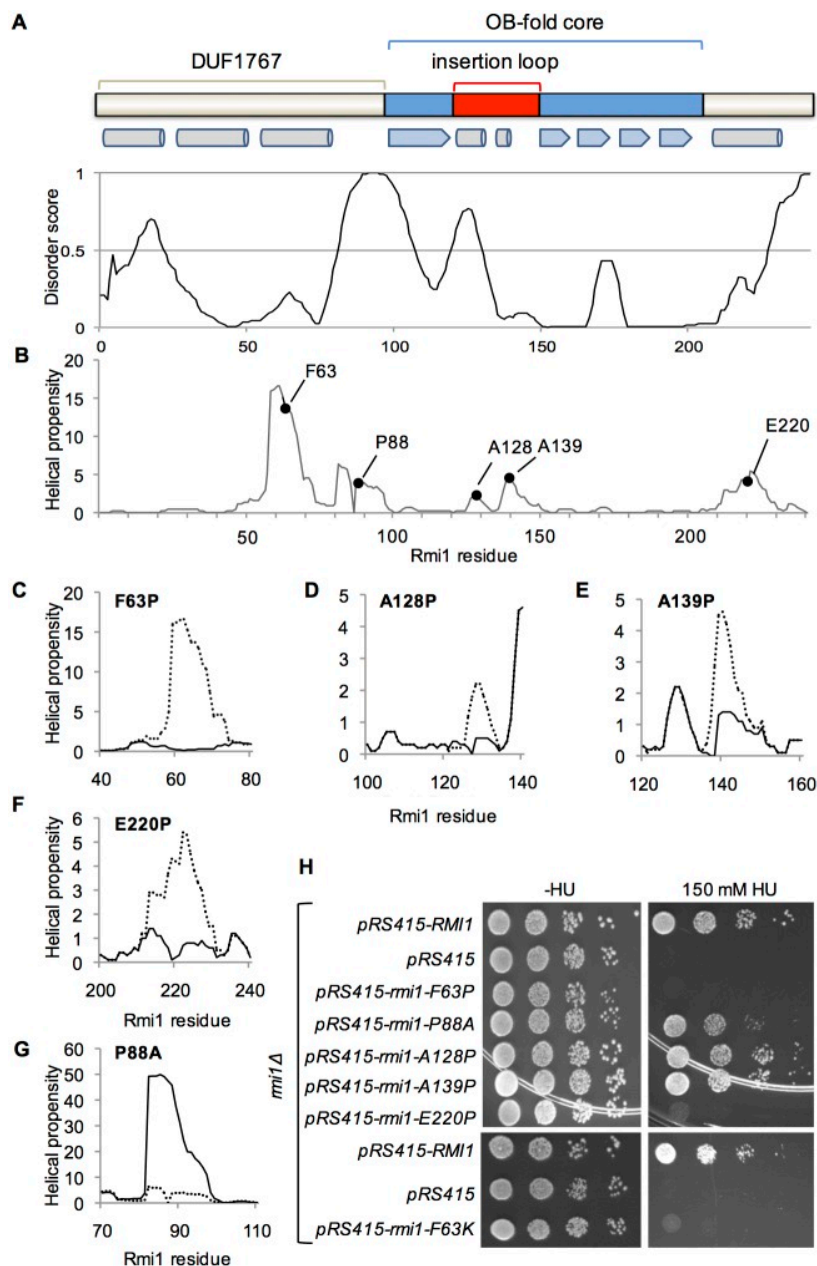 A
OB-fold core
DUF1767
insertion loop
Disorder score
1
0.5
0
0 50 100 150 200
B
Helical propensity
20
15
10
5
0
F63
P88
A128
A139
E220
50 100 150 200
Rmi1 residue
C
F63P
Helical propensity
20
15
10
5
0
40 60 80
D
A128P
5
4
3
2
1
0
100 120 140
Rmi1 residue
E
A139P
5
4
3
2
1
0
120 140 160
F
E220P
Helical propensity
6
5
4
3
2
1
0
200 220 240
Rmi1 residue
G
P88A
Helical propensity
60
50
40
30
20
10
0
70 90 110
Rmi1 residue
H
-HU
150 mM HU
rmi1Δ
pRS415-RMI1
pRS415
pRS415-rmi1-F63P
pRS415-rmi1-P88A
pRS415-rmi1-A128P
pRS415-rmi1-A139P
pRS415-rmi1-E220P
pRS415-RMI1
pRS415
pRS415-rmi1-F63K